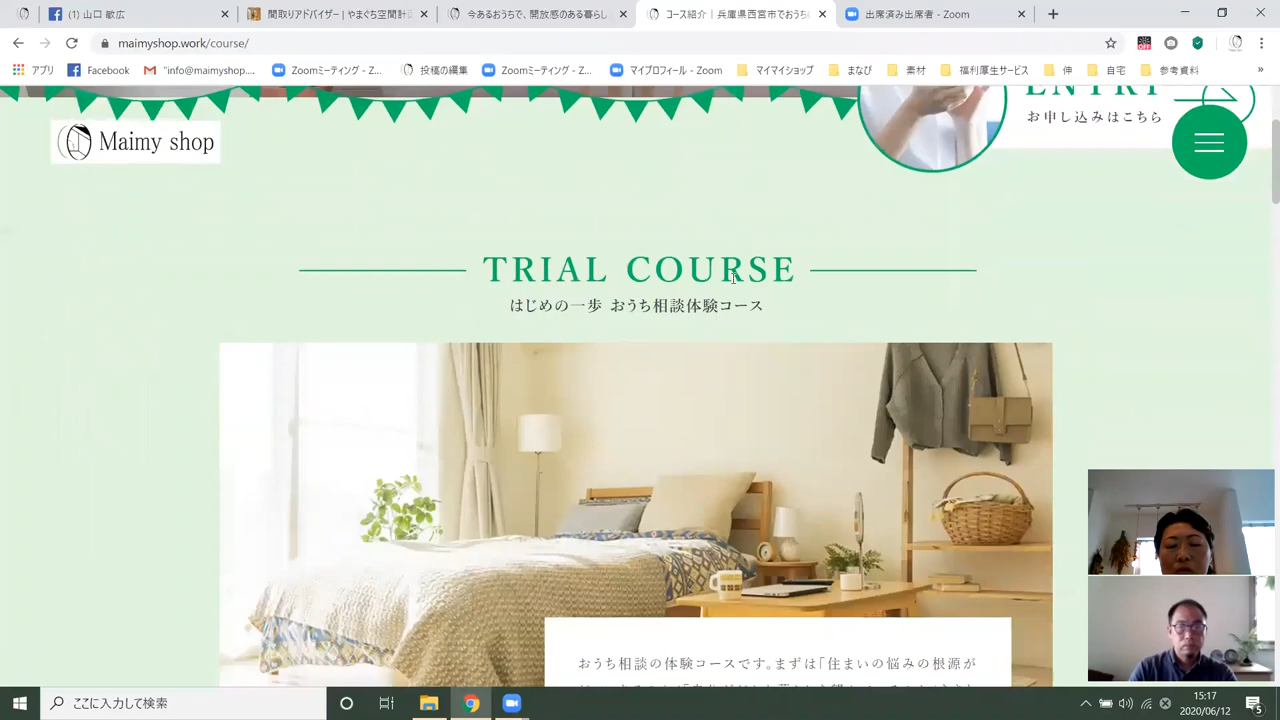 (1) 山口 敏広
間取りアドバイザー | やまぐち空間計画
今あるおうちで、開放感のある暮らし
コース紹介 | 兵庫県西宮市でおうち
出席済み出席者 - Zoom
maimyshop.work/course/
アプリ
Facebook
"info@maimyshop....
Zoomミーティング - Z...
投稿の編集
Zoomミーティング - Z...
マイプロフィール - Zoom
マイマイショップ
まなび
素材
福利厚生サービス
伸
自宅
参考資料
»
ENTRY
お申し込みはこちら
Maimy shop
TRIAL COURSE
はじめの一歩 おうち相談体験コース
おうち相談の体験コースです。まずは「住まいの悩みの根源が
ここに入力して検索
15:17
2020/06/12
5